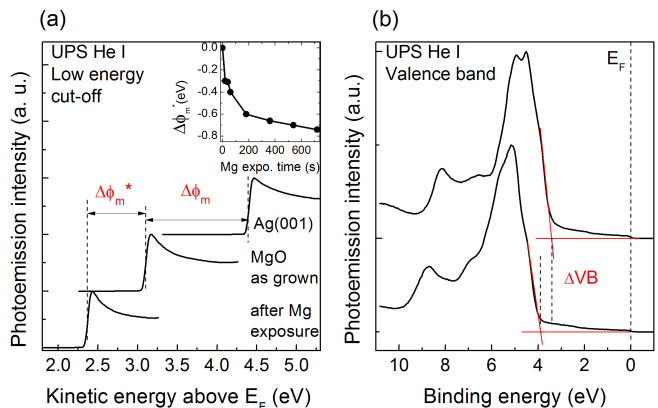 (a)
UPS He I
Low energy
cut-off
0.0
-0.2
-0.4
-0.6
-0.8
Δϕm* (eV)
0 200 400 600
Mg expo. time (s)
Δϕm*
Δϕm
Ag(001)
MgO
as grown
after Mg
exposure
Photoemission intensity (a. u.)
2.0 2.5 3.0 3.5 4.0 4.5 5.0
Kinetic energy above EF (eV)
(b)
UPS He I
Valence band
EF
ΔVB
Photoemission intensity (a. u.)
10 8 6 4 2 0
Binding energy (eV)